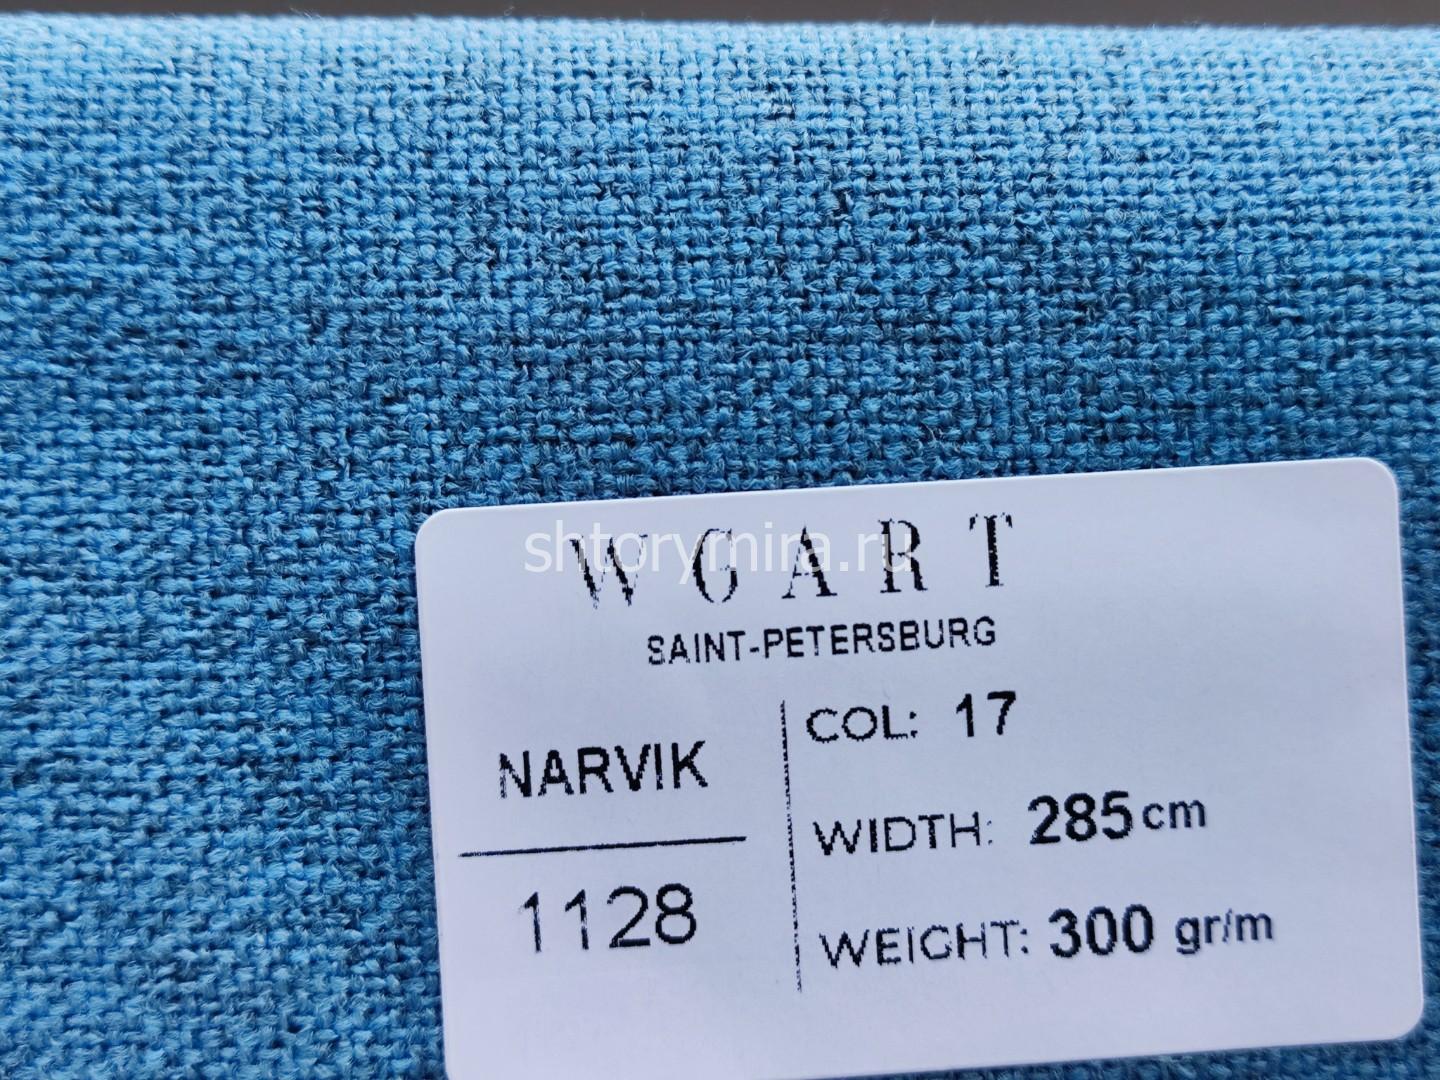 shtorymira.ru
WGART
SAINT-PETERSBURG
NARVIK
1128
COL: 17
WIDTH: 285 cm
WEIGHT: 300 gr/m